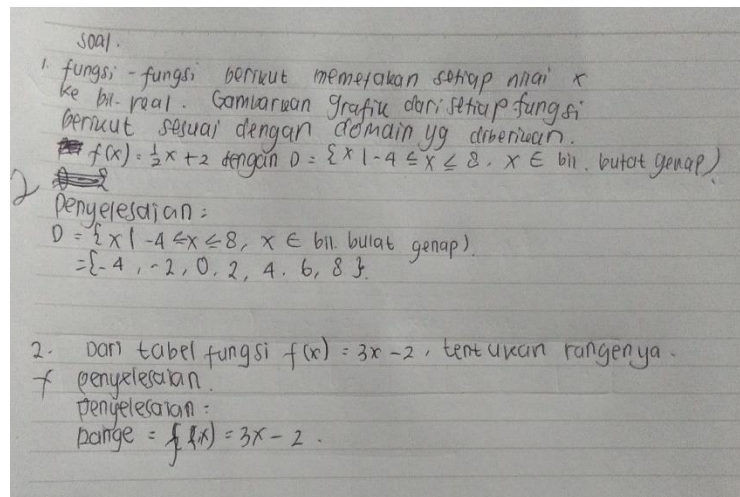 soal.
1. fungsi - fungsi berikut memetakan setiap nilai x
ke bil. real. Gambarkan grafik dari setiap fungsi
berikut sesuai dengan domain yg diberikan.
f(x) = ½x + 2 dengan D = {x | -4 ≤ x ≤ 8, x ∈ bil. bulat genap)
2
Penyelesaian :
D = {x | -4 ≤ x ≤ 8, x ∈ bil. bulat genap)
= {-4, -2, 0, 2, 4, 6, 8}.
2. Dari tabel fungsi f(x) = 3x - 2, tentukan rangenya.
penyelesaian.
penyelesaian :
Range = f(x) = 3x - 2.